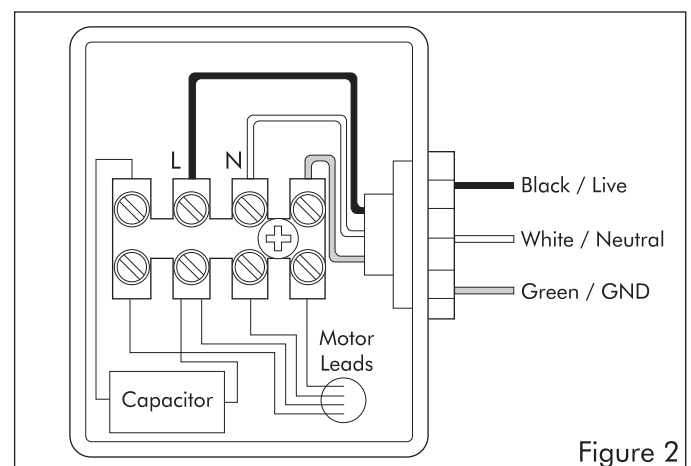 L N
Black / Live
White / Neutral
Green / GND
Motor
Leads
Capacitor
Figure 2